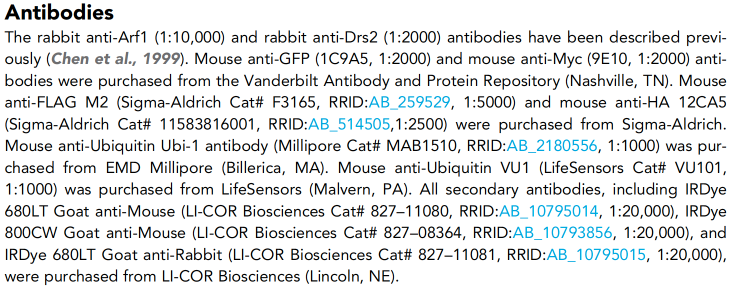 Antibodies
The rabbit anti-Arf1 (1:10,000) and rabbit anti-Drs2 (1:2000) antibodies have been described previ-
ously (Chen et al., 1999). Mouse anti-GFP (1C9A5, 1:2000) and mouse anti-Myc (9E10, 1:2000) anti-
bodies were purchased from the Vanderbilt Antibody and Protein Repository (Nashville, TN). Mouse
anti-FLAG M2 (Sigma-Aldrich Cat# F3165, RRID:AB_259529, 1:5000) and mouse anti-HA 12CA5
(Sigma-Aldrich Cat# 11583816001, RRID:AB_514505,1:2500) were purchased from Sigma-Aldrich.
Mouse anti-Ubiquitin Ubi-1 antibody (Millipore Cat# MAB1510, RRID:AB_2180556, 1:1000) was pur-
chased from EMD Millipore (Billerica, MA). Mouse anti-Ubiquitin VU1 (LifeSensors Cat# VU101,
1:1000) was purchased from LifeSensors (Malvern, PA). All secondary antibodies, including IRDye
680LT Goat anti-Mouse (LI-COR Biosciences Cat# 827–11080, RRID:AB_10795014, 1:20,000), IRDye
800CW Goat anti-Mouse (LI-COR Biosciences Cat# 827–08364, RRID:AB_10793856, 1:20,000), and
IRDye 680LT Goat anti-Rabbit (LI-COR Biosciences Cat# 827–11081, RRID:AB_10795015, 1:20,000),
were purchased from LI-COR Biosciences (Lincoln, NE).